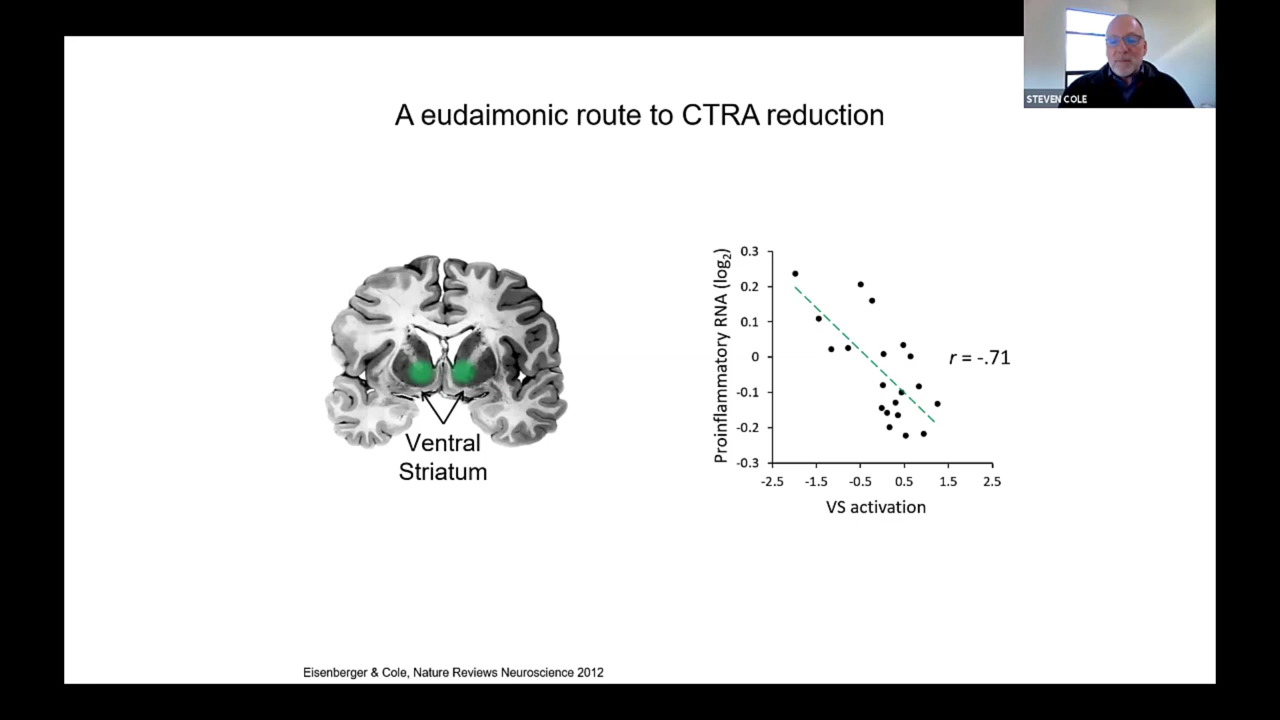 STEVEN COLE
A eudaimonic route to CTRA reduction
Ventral
Striatum
Proinflammatory RNA (log2)
0.3
0.2
0.1
0
-0.1
-0.2
-0.3
-2.5 -1.5 -0.5 0.5 1.5 2.5
VS activation
r = -.71
Eisenberger & Cole, Nature Reviews Neuroscience 2012